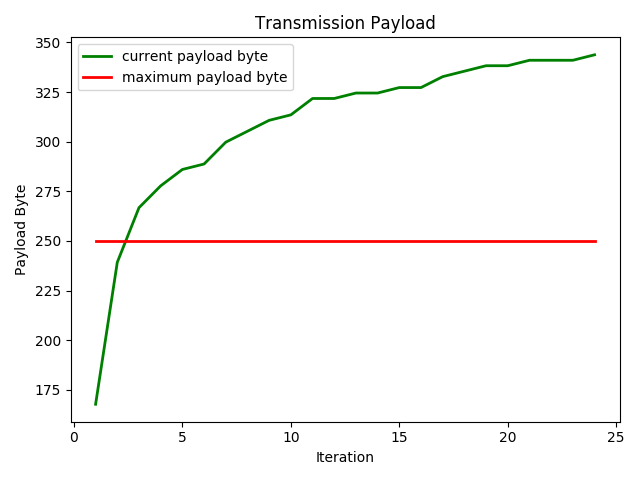 Transmission Payload
current payload byte
maximum payload byte
350
325
300
275
250
225
200
175
Payload Byte
0 5 10 15 20 25
Iteration